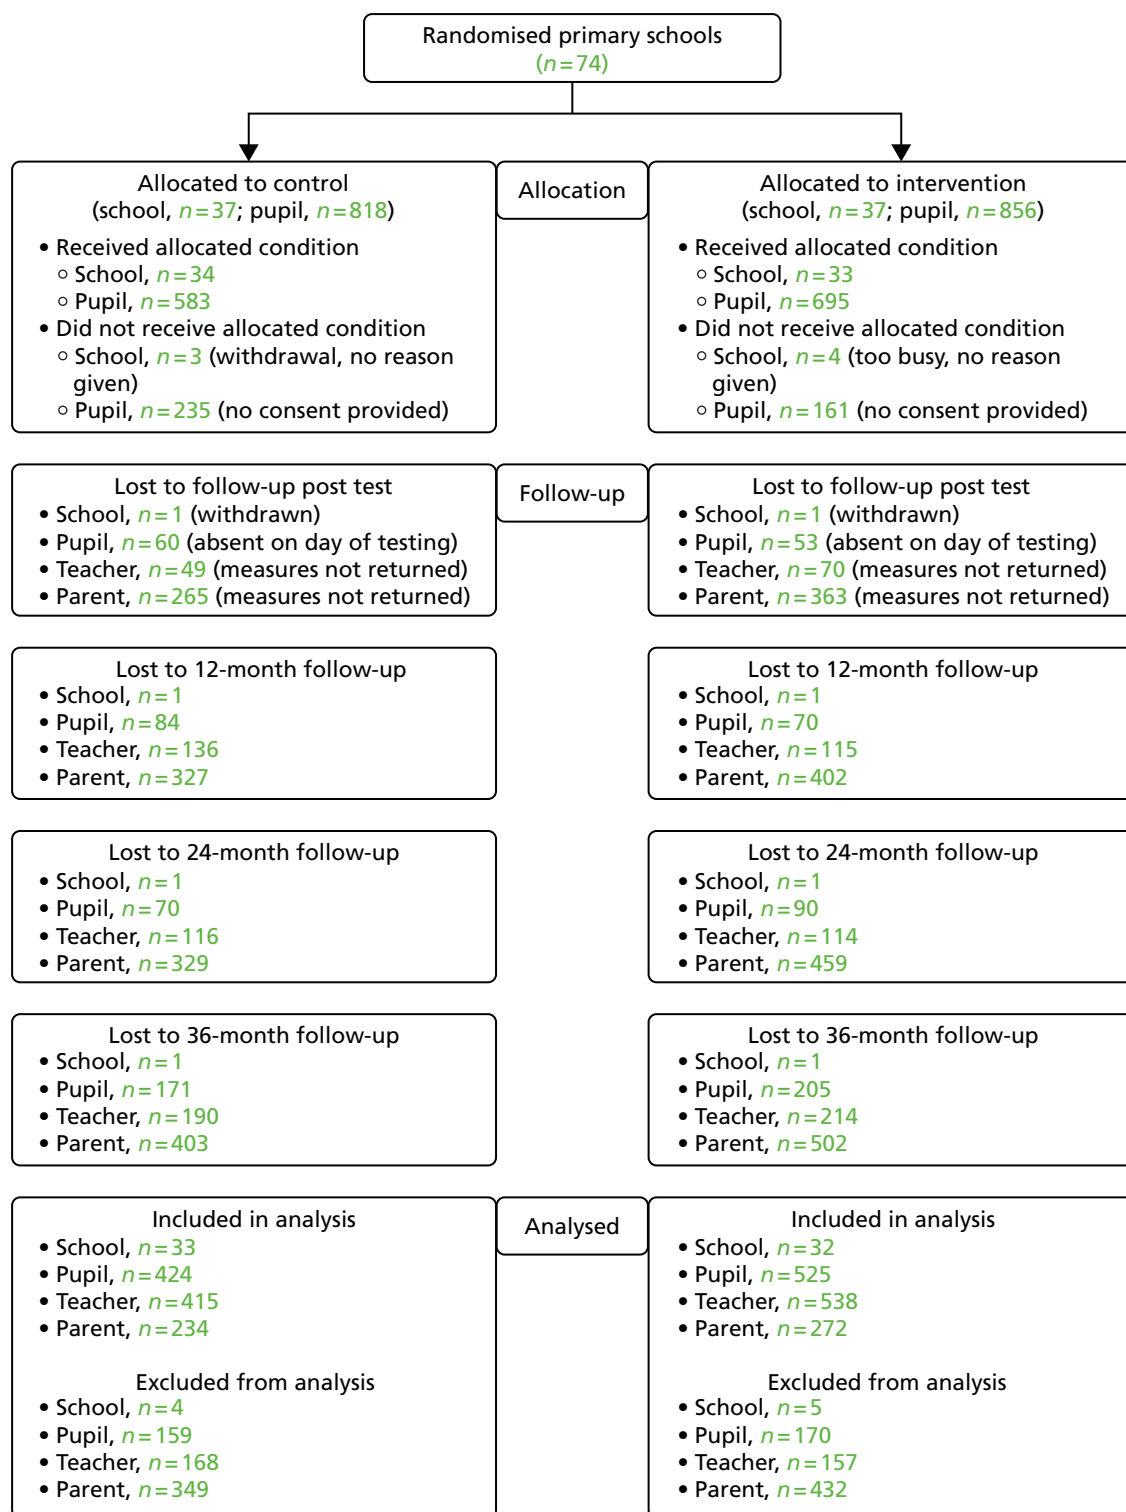 Randomised primary schools
(n=74)
Allocated to control
(school, n=37; pupil, n=818)
• Received allocated condition
○ School, n=34
○ Pupil, n=583
• Did not receive allocated condition
○ School, n=3 (withdrawal, no reason
given)
○ Pupil, n=235 (no consent provided)
Allocation
Allocated to intervention
(school, n=37; pupil, n=856)
• Received allocated condition
○ School, n=33
○ Pupil, n=695
• Did not receive allocated condition
○ School, n=4 (too busy, no reason
given)
○ Pupil, n=161 (no consent provided)
Lost to follow-up post test
• School, n=1 (withdrawn)
• Pupil, n=60 (absent on day of testing)
• Teacher, n=49 (measures not returned)
• Parent, n=265 (measures not returned)
Follow-up
Lost to follow-up post test
• School, n=1 (withdrawn)
• Pupil, n=53 (absent on day of testing)
• Teacher, n=70 (measures not returned)
• Parent, n=363 (measures not returned)
Lost to 12-month follow-up
• School, n=1
• Pupil, n=84
• Teacher, n=136
• Parent, n=327
Lost to 12-month follow-up
• School, n=1
• Pupil, n=70
• Teacher, n=115
• Parent, n=402
Lost to 24-month follow-up
• School, n=1
• Pupil, n=70
• Teacher, n=116
• Parent, n=329
Lost to 24-month follow-up
• School, n=1
• Pupil, n=90
• Teacher, n=114
• Parent, n=459
Lost to 36-month follow-up
• School, n=1
• Pupil, n=171
• Teacher, n=190
• Parent, n=403
Lost to 36-month follow-up
• School, n=1
• Pupil, n=205
• Teacher, n=214
• Parent, n=502
Included in analysis
• School, n=33
• Pupil, n=424
• Teacher, n=415
• Parent, n=234
Excluded from analysis
• School, n=4
• Pupil, n=159
• Teacher, n=168
• Parent, n=349
Analysed
Included in analysis
• School, n=32
• Pupil, n=525
• Teacher, n=538
• Parent, n=272
Excluded from analysis
• School, n=5
• Pupil, n=170
• Teacher, n=157
• Parent, n=432